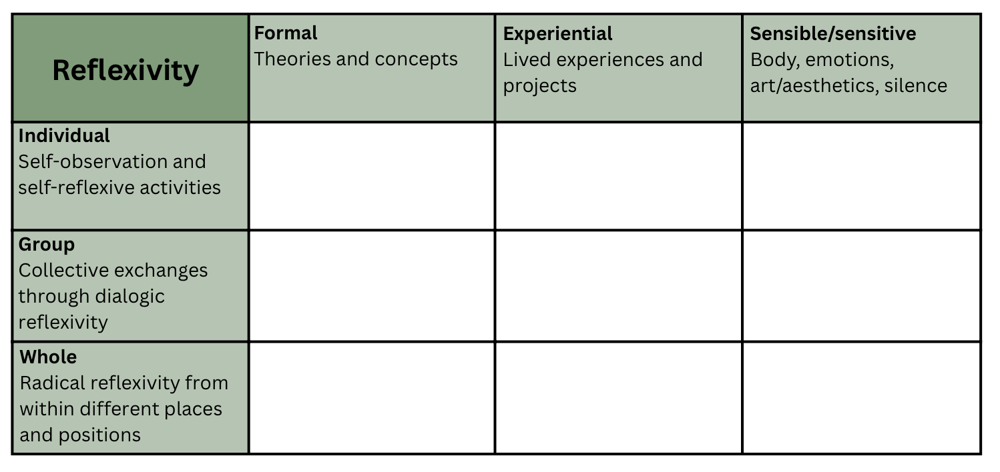 Reflexivity
Formal
Theories and concepts
Experiential
Lived experiences and
projects
Sensible/sensitive
Body, emotions,
art/aesthetics, silence
Individual
Self-observation and
self-reflexive activities
Group
Collective exchanges
through dialogic
reflexivity
Whole
Radical reflexivity from
within different places
and positions